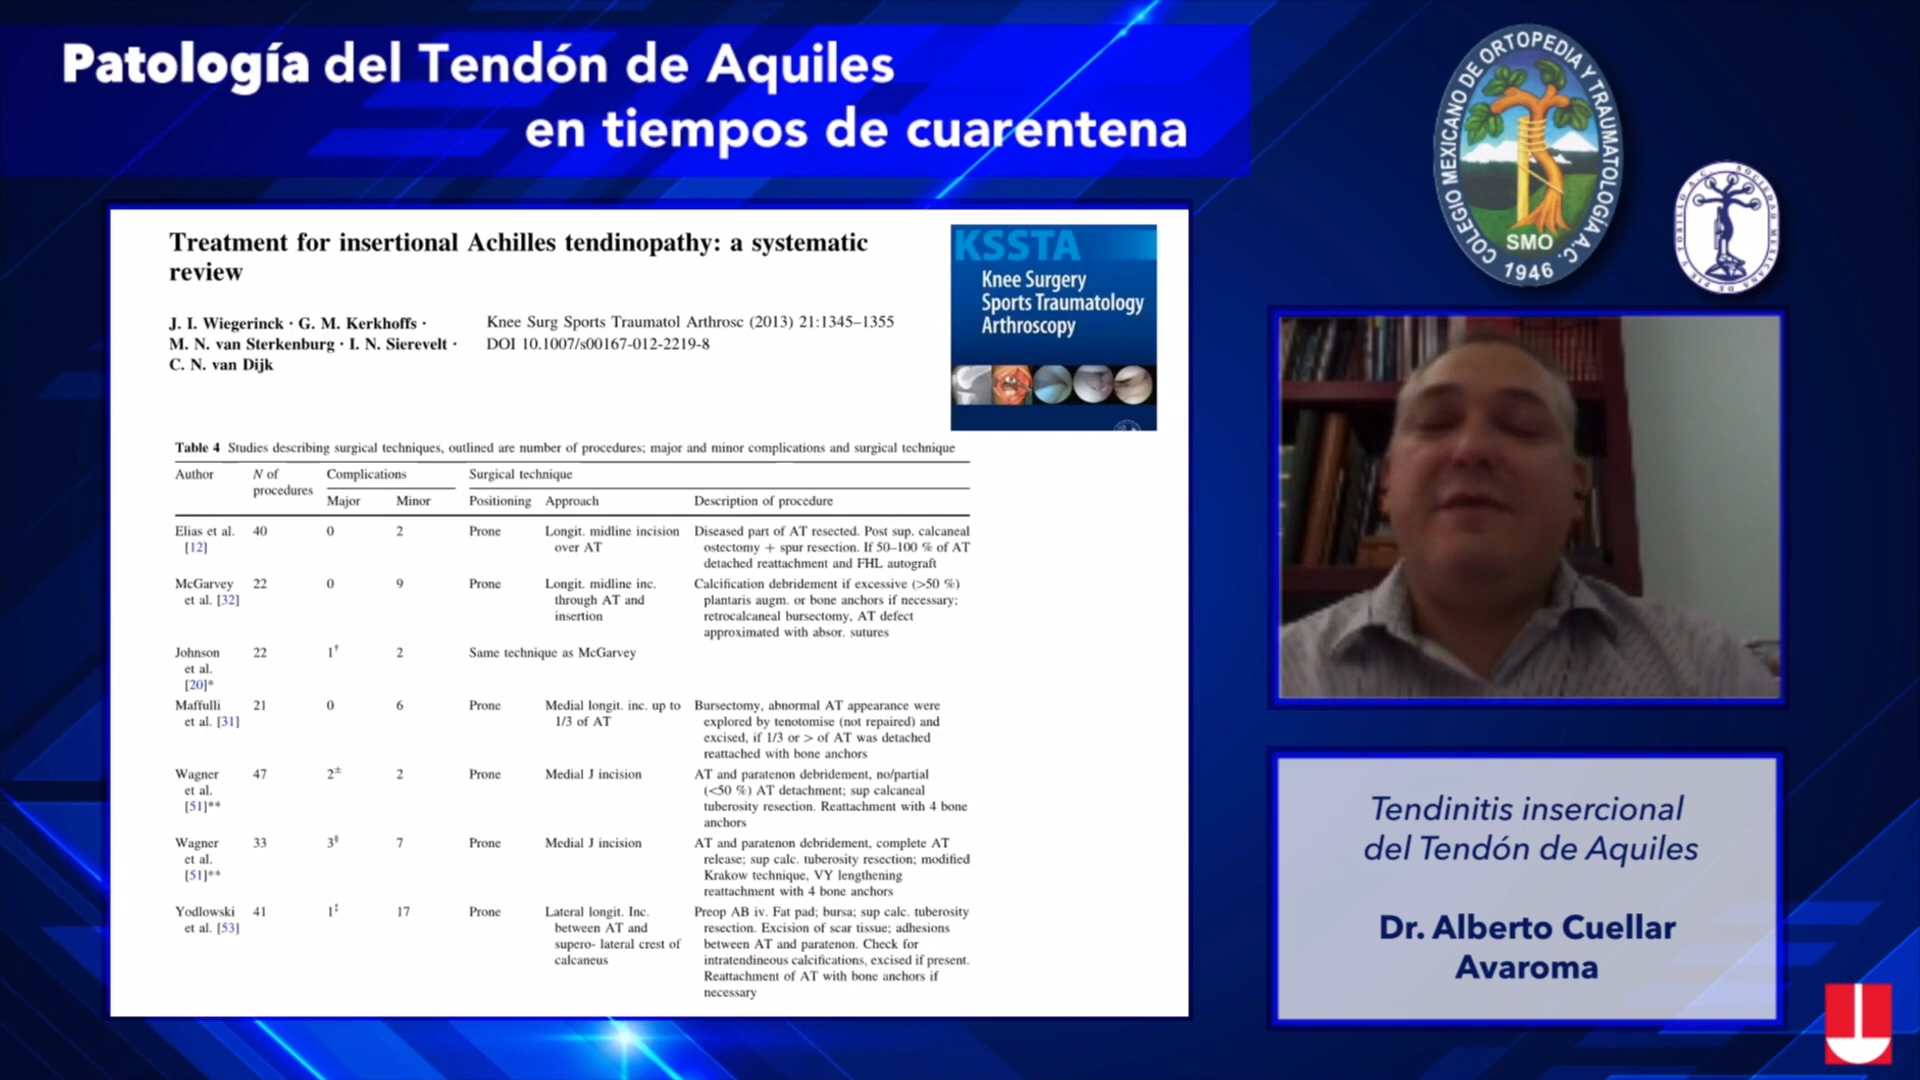 Patología del Tendón de Aquiles
en tiempos de cuarentena
COLEGIO MEXICANO DE ORTOPEDIA Y TRAUMATOLOGÍA A.C.
SMO
1946
Treatment for insertional Achilles tendinopathy: a systematic
review
J. I. Wiegerinck · G. M. Kerkhoffs ·
M. N. van Sterkenburg · I. N. Sierevelt ·
C. N. van Dijk
Knee Surg Sports Traumatol Arthrosc (2013) 21:1345–1355
DOI 10.1007/s00167-012-2219-8
KSSTA
Knee Surgery
Sports Traumatology
Arthroscopy
Table 4 Studies describing surgical techniques, outlined are number of procedures; major and minor complications and surgical technique
Author N of procedures Complications Surgical technique
Major Minor Positioning Approach Description of procedure
Elias et al. 40 0 2 Prone Longit. midline incision Diseased part of AT resected. Post sup. calcaneal
[12] over AT ostectomy + spur resection. If 50–100 % of AT
detached reattachment and FHL autograft
McGarvey 22 0 9 Prone Longit. midline inc. Calcification debridement if excessive (>50 %)
et al. [32] through AT and plantaris augm. or bone anchors if necessary;
insertion retrocalcaneal bursectomy, AT defect
approximated with absor. sutures
Johnson 22 1† 2 Same technique as McGarvey
et al.
[20]*
Maffulli 21 0 6 Prone Medial longit. inc. up to Bursectomy, abnormal AT appearance were
et al. [31] 1/3 of AT explored by tenotomise (not repaired) and
excised, if 1/3 or > of AT was detached
reattached with bone anchors
Wagner 47 2± 2 Prone Medial J incision AT and paratenon debridement, no/partial
et al. (<50 %) AT detachment; sup calcaneal
[51]** tuberosity resection. Reattachment with 4 bone
anchors
Wagner 33 3 7 Prone Medial J incision AT and paratenon debridement, complete AT
et al. release; sup calc. tuberosity resection; modified
[51]** Krakow technique, VY lengthening
reattachment with 4 bone anchors
Yodlowski 41 1‡ 17 Prone Lateral longit. Inc. Preop AB iv. Fat pad; bursa; sup calc. tuberosity
et al. [53] between AT and resection. Excision of scar tissue; adhesions
supero- lateral crest of between AT and paratenon. Check for
calcaneus intratendineous calcifications, excised if present.
Reattachment of AT with bone anchors if
necessary
Tendinitis insercional
del Tendón de Aquiles
Dr. Alberto Cuellar
Avaroma